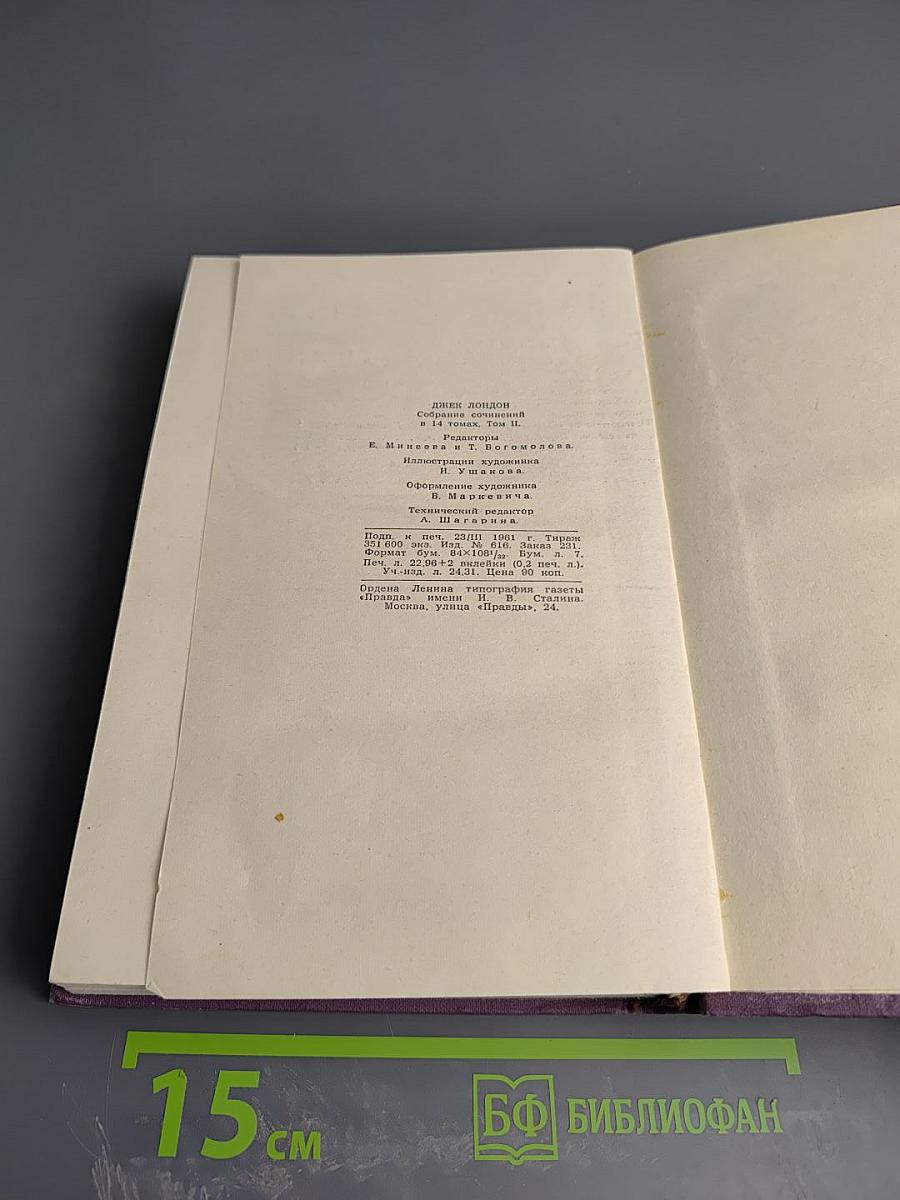 ДЖЕК ЛОНДОН
Собрание сочинений
в 14 томах. Том II.
Редакторы
Е. Минеева и Т. Богомолова.
Иллюстрации художника
И. Ушакова.
Оформление художника
В. Маркевича.
Технический редактор
А. Шагарина.
Подп. к печ. 23/III 1961 г. Тираж
351 600 экз. Изд. № 616. Заказ 231.
Формат бум. 84×108¹/₃₂. Бум. л. 7.
Печ. л. 22,96+2 вклейки (0,2 печ. л.).
Уч.-изд. л. 24,31. Цена 90 коп.
Ордена Ленина типография газеты
«Правда» имени И. В. Сталина.
Москва, улица «Правды», 24.
15 см
БФ БИБЛИОФАН